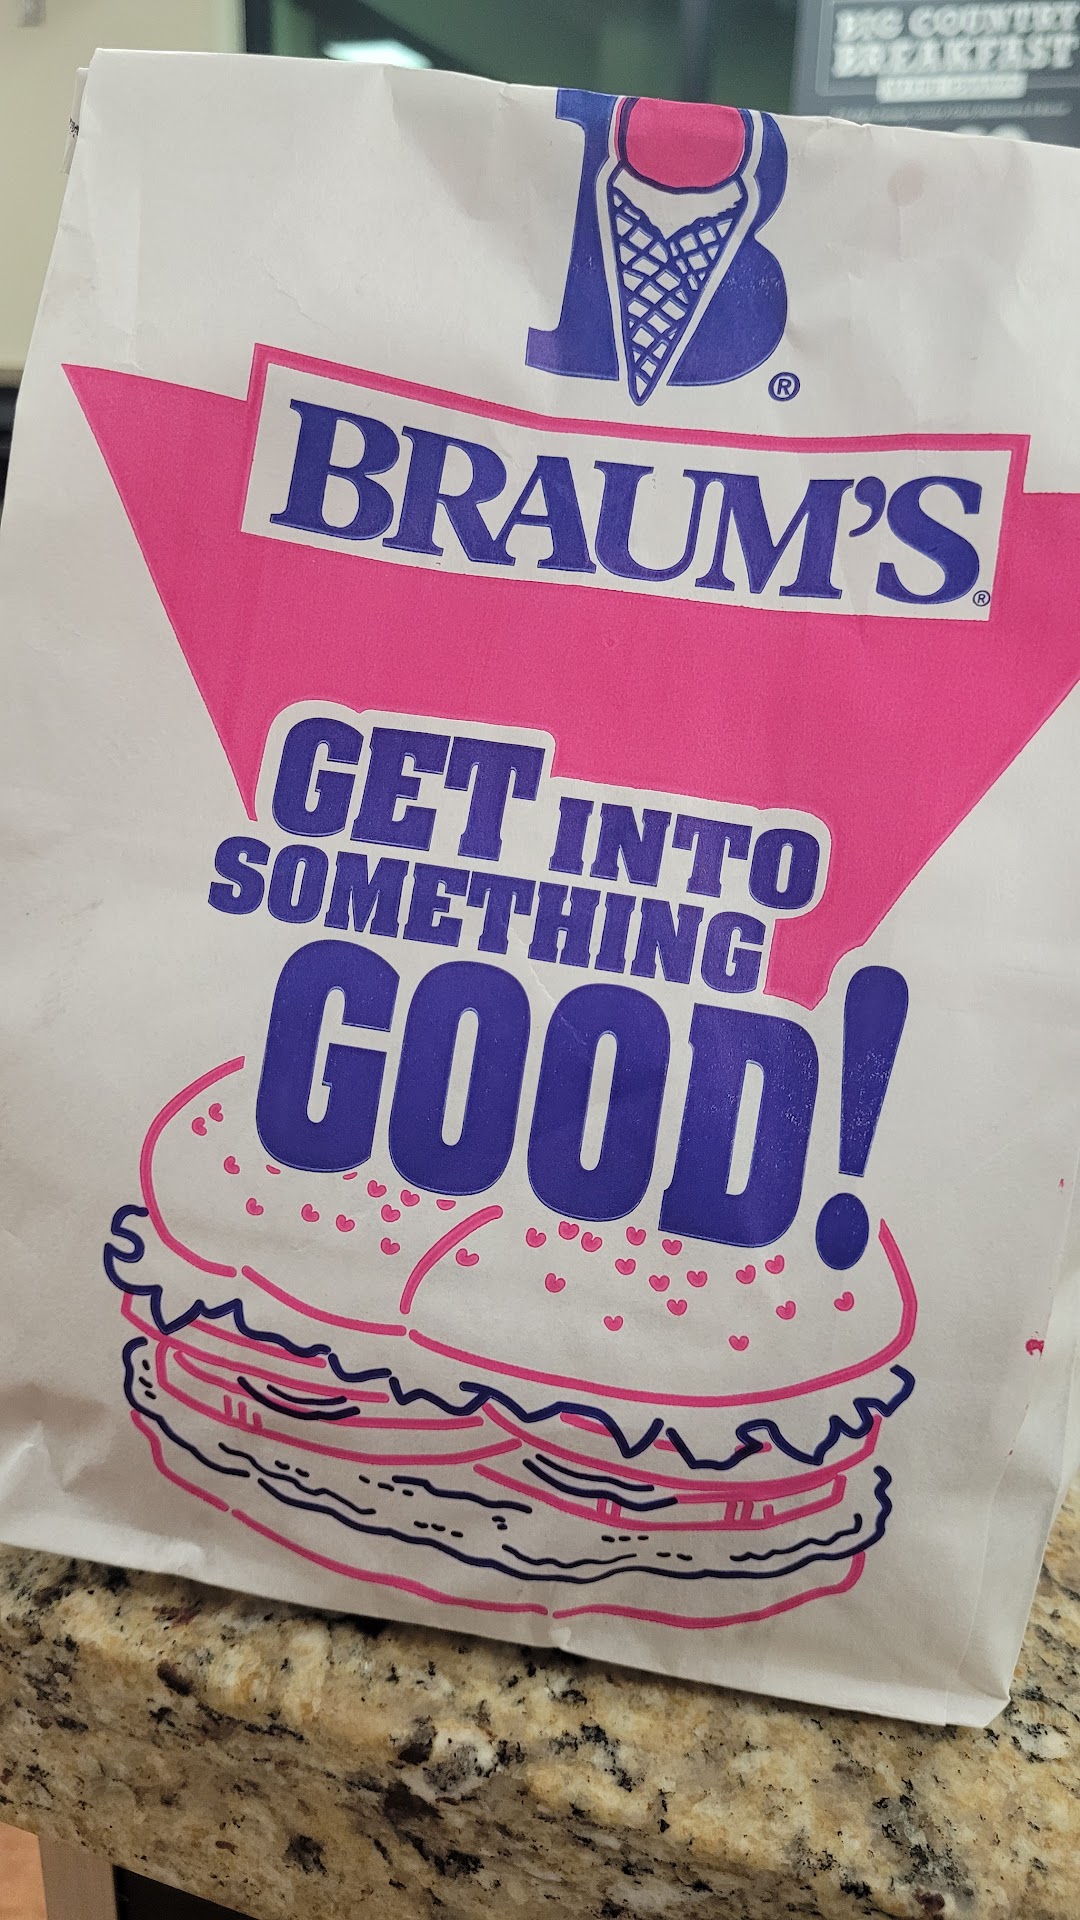 BIG COUNTRY
BREAKFAST
B®
BRAUM'S®
GET INTO
SOMETHING
GOOD!